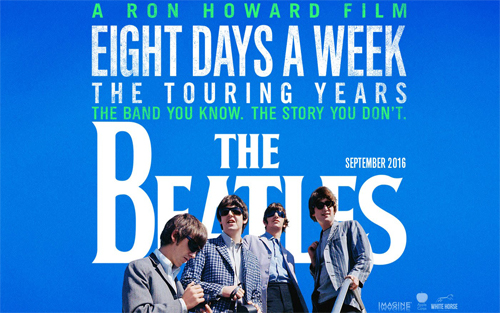 A RON HOWARD FILM
EIGHT DAYS A WEEK
THE TOURING YEARS
THE BAND YOU KNOW. THE STORY YOU DON'T.
THE
BEATLES
SEPTEMBER 2016
IMAGINE
WHITE HORSE